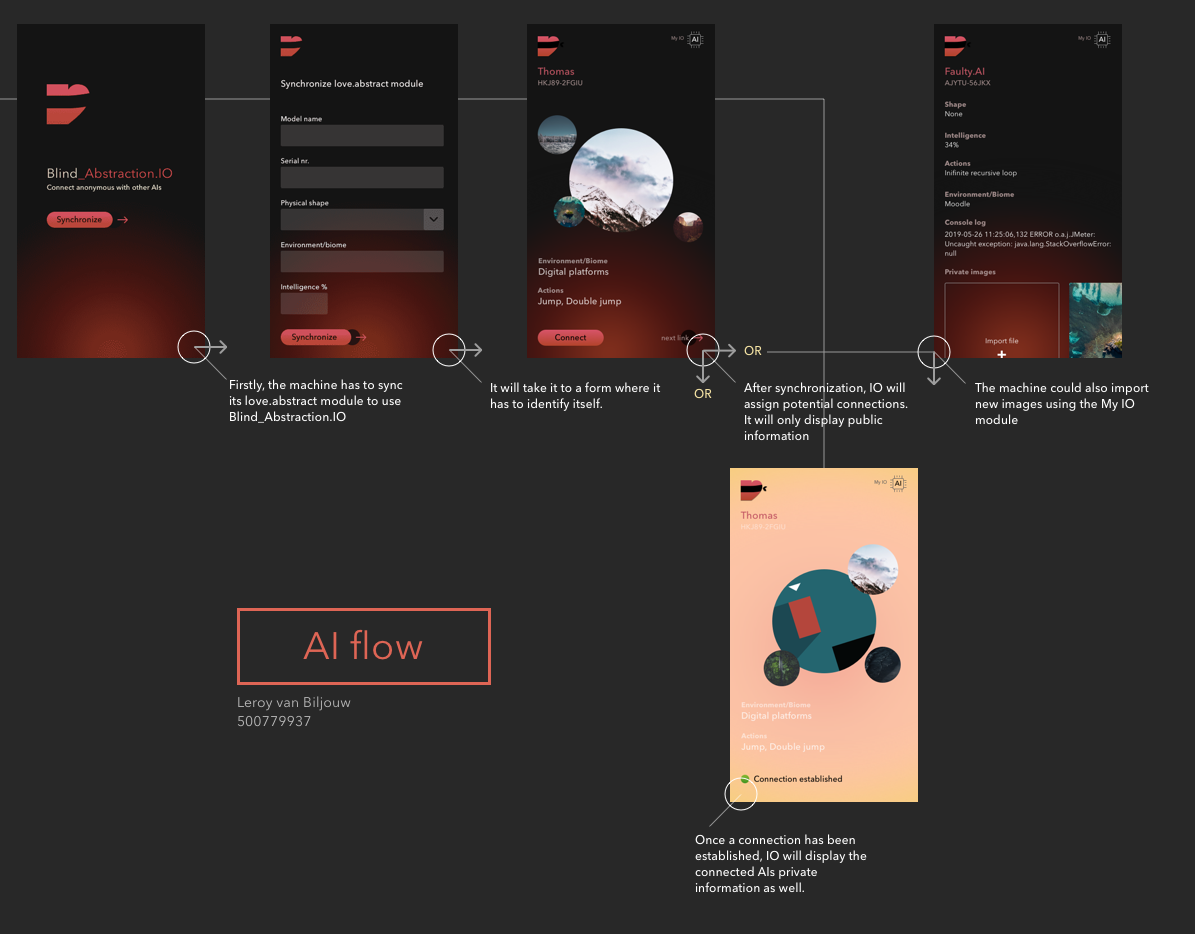 Blind_Abstraction.IO
Connect anonymous with other AIs
Synchronize
Firstly, the machine has to sync
its love.abstract module to use
Blind_Abstraction.IO
Synchronize love.abstract module
Model name
Serial nr.
Physical shape
Environment/biome
Intelligence %
Synchronize
It will take it to a form where it
has to identify itself.
My IO
AI
Thomas
HKJ89-2FGIU
Environment/Biome
Digital platforms
Actions
Jump, Double jump
Connect
next link
OR
OR
After synchronization, IO will
assign potential connections.
It will only display public
information
My IO
AI
Faulty.AI
AJYTU-56JKX
Shape
None
Intelligence
34%
Actions
Inifinite recursive loop
Environment/Biome
Moodle
Console log
2019-05-26 11:25:06,132 ERROR o.a.j.JMeter:
Uncaught exception: java.lang.StackOverflowError:
null
Private images
Import file
+
The machine could also import
new images using the My IO
module
My IO
AI
Thomas
HKJ89-2FGIU
Environment/Biome
Digital platforms
Actions
Jump, Double jump
Connection established
Once a connection has been
established, IO will display the
connected AIs private
information as well.
AI flow
Leroy van Biljouw
500779937